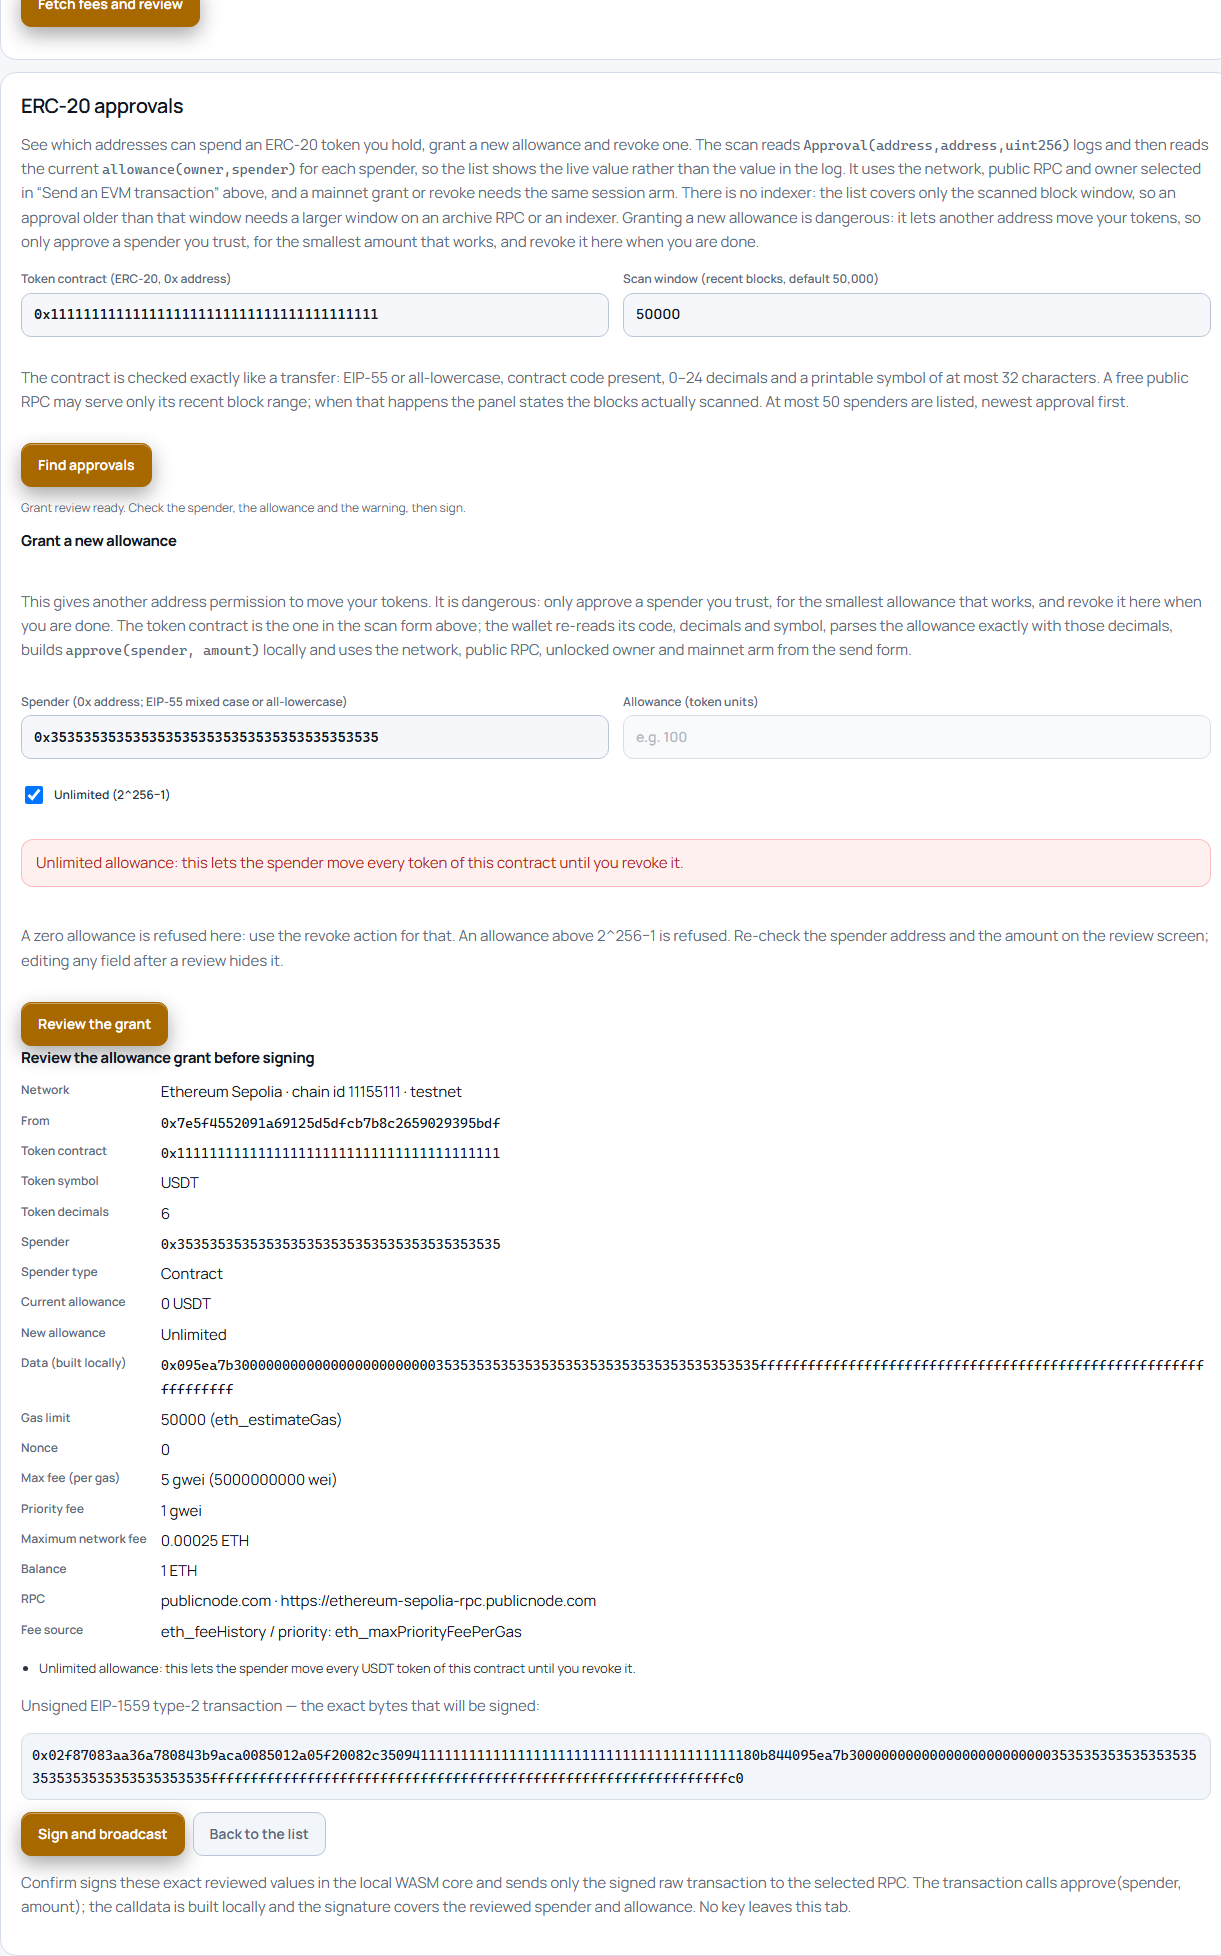 Fetch fees and review
ERC-20 approvals
See which addresses can spend an ERC-20 token you hold, grant a new allowance and revoke one. The scan reads Approval(address,address,uint256) logs and then reads
the current allowance(owner,spender) for each spender, so the list shows the live value rather than the value in the log. It uses the network, public RPC and owner selected
in “Send an EVM transaction” above, and a mainnet grant or revoke needs the same session arm. There is no indexer: the list covers only the scanned block window, so an
approval older than that window needs a larger window on an archive RPC or an indexer. Granting a new allowance is dangerous: it lets another address move your tokens, so
only approve a spender you trust, for the smallest amount that works, and revoke it here when you are done.
Token contract (ERC-20, 0x address)
Scan window (recent blocks, default 50,000)
0x1111111111111111111111111111111111111111
50000
The contract is checked exactly like a transfer: EIP-55 or all-lowercase, contract code present, 0–24 decimals and a printable symbol of at most 32 characters. A free public
RPC may serve only its recent block range; when that happens the panel states the blocks actually scanned. At most 50 spenders are listed, newest approval first.
Find approvals
Grant review ready. Check the spender, the allowance and the warning, then sign.
Grant a new allowance
This gives another address permission to move your tokens. It is dangerous: only approve a spender you trust, for the smallest allowance that works, and revoke it here when
you are done. The token contract is the one in the scan form above; the wallet re-reads its code, decimals and symbol, parses the allowance exactly with those decimals,
builds approve(spender, amount) locally and uses the network, public RPC, unlocked owner and mainnet arm from the send form.
Spender (0x address; EIP-55 mixed case or all-lowercase)
Allowance (token units)
0x3535353535353535353535353535353535353535
e.g. 100
Unlimited (2^256−1)
Unlimited allowance: this lets the spender move every token of this contract until you revoke it.
A zero allowance is refused here: use the revoke action for that. An allowance above 2^256−1 is refused. Re-check the spender address and the amount on the review screen;
editing any field after a review hides it.
Review the grant
Review the allowance grant before signing
Network Ethereum Sepolia · chain id 11155111 · testnet
From 0x7e5f4552091a69125d5dfcb7b8c2659029395bdf
Token contract 0x1111111111111111111111111111111111111111
Token symbol USDT
Token decimals 6
Spender 0x3535353535353535353535353535353535353535
Spender type Contract
Current allowance 0 USDT
New allowance Unlimited
Data (built locally) 0x095ea7b30000000000000000000000003535353535353535353535353535353535353535fffffffffffffffffffffffffffffffffffffffffffffffffffffff
fffffffff
Gas limit 50000 (eth_estimateGas)
Nonce 0
Max fee (per gas) 5 gwei (5000000000 wei)
Priority fee 1 gwei
Maximum network fee 0.00025 ETH
Balance 1 ETH
RPC publicnode.com · https://ethereum-sepolia-rpc.publicnode.com
Fee source eth_feeHistory / priority: eth_maxPriorityFeePerGas
• Unlimited allowance: this lets the spender move every USDT token of this contract until you revoke it.
Unsigned EIP-1559 type-2 transaction — the exact bytes that will be signed:
0x02f87083aa36a780843b9aca0085012a05f20082c35094111111111111111111111111111111111111111180b844095ea7b3000000000000000000000000353535353535353535
3535353535353535353535ffffffffffffffffffffffffffffffffffffffffffffffffffffffffffffffffc0
Sign and broadcast
Back to the list
Confirm signs these exact reviewed values in the local WASM core and sends only the signed raw transaction to the selected RPC. The transaction calls approve(spender,
amount); the calldata is built locally and the signature covers the reviewed spender and allowance. No key leaves this tab.